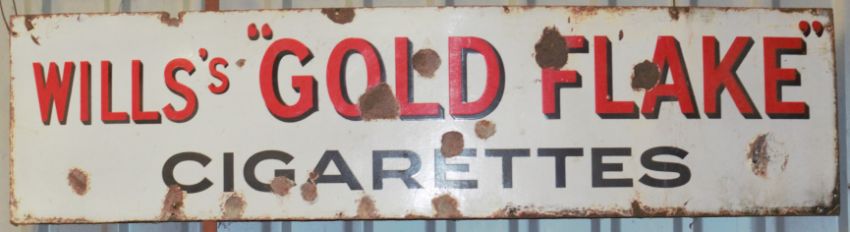 WILLS's "GOLD FLAKE"
CIGARETTES